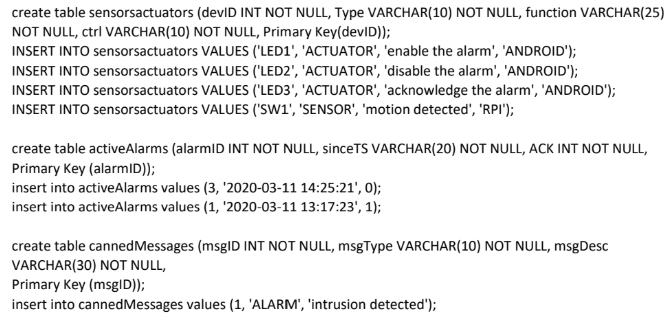 create table sensorsactuators (devID INT NOT NULL, Type VARCHAR(10) NOT NULL, function VARCHAR(25)
NOT NULL, ctrl VARCHAR(10) NOT NULL, Primary Key(devID));
INSERT INTO sensorsactuators VALUES ('LED1', 'ACTUATOR', 'enable the alarm', 'ANDROID');
INSERT INTO sensorsactuators VALUES ('LED2', 'ACTUATOR', 'disable the alarm', 'ANDROID');
INSERT INTO sensorsactuators VALUES ('LED3', 'ACTUATOR', 'acknowledge the alarm', 'ANDROID');
INSERT INTO sensorsactuators VALUES ('SW1', 'SENSOR', 'motion detected', 'RPI');

create table activeAlarms (alarmID INT NOT NULL, sinceTS VARCHAR(20) NOT NULL, ACK INT NOT NULL,
Primary Key (alarmID));
insert into activeAlarms values (3, '2020-03-11 14:25:21', 0);
insert into activeAlarms values (1, '2020-03-11 13:17:23', 1);

create table cannedMessages (msgID INT NOT NULL, msgType VARCHAR(10) NOT NULL, msgDesc
VARCHAR(30) NOT NULL,
Primary Key (msgID));
insert into cannedMessages values (1, 'ALARM', 'intrusion detected');